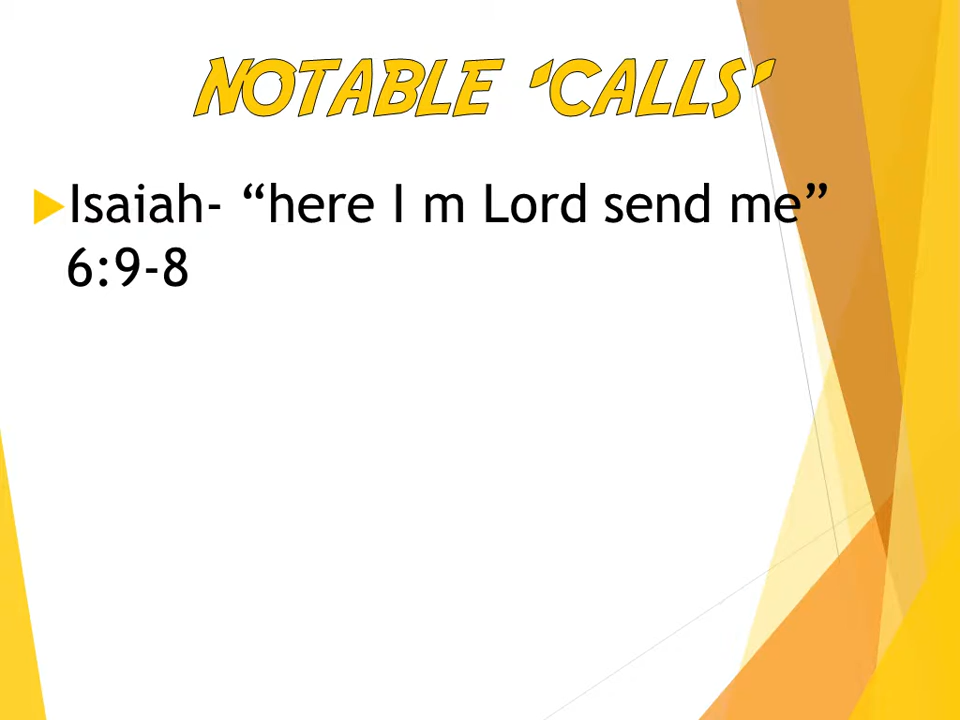 NOTABLE ‘CALLS’
Isaiah- “here I m Lord send me”
6:9-8